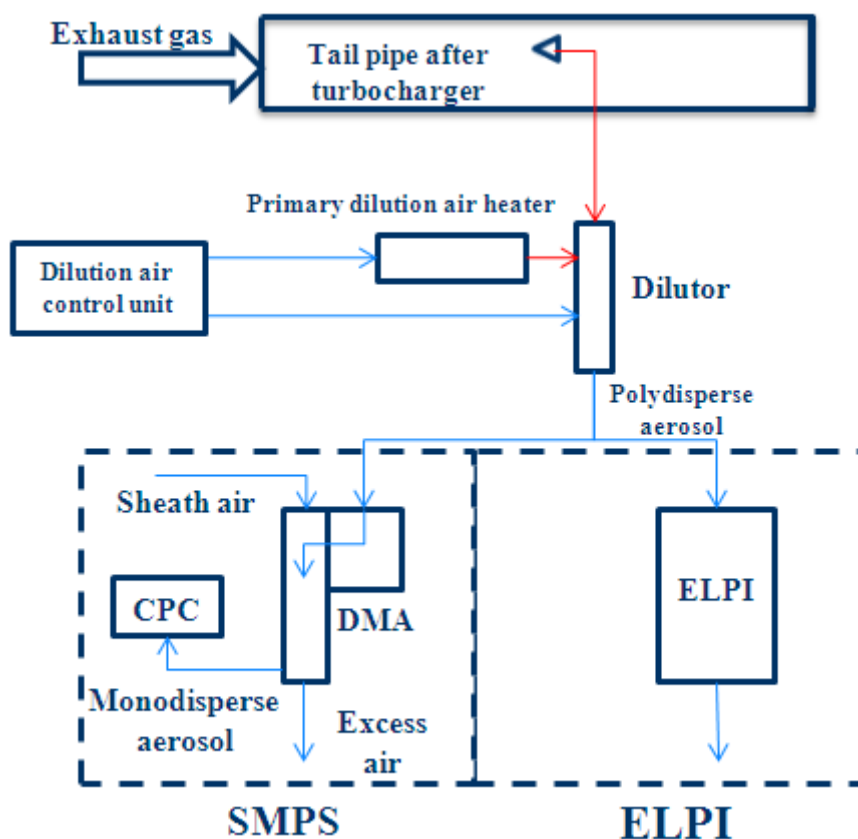 Exhaust gas
Tail pipe after
turbocharger
Primary dilution air heater
Dilution air
control unit
Dilutor
Polydisperse
aerosol
Sheath air
CPC
DMA
ELPI
Monodisperse
aerosol
Excess
air
SMPS
ELPI